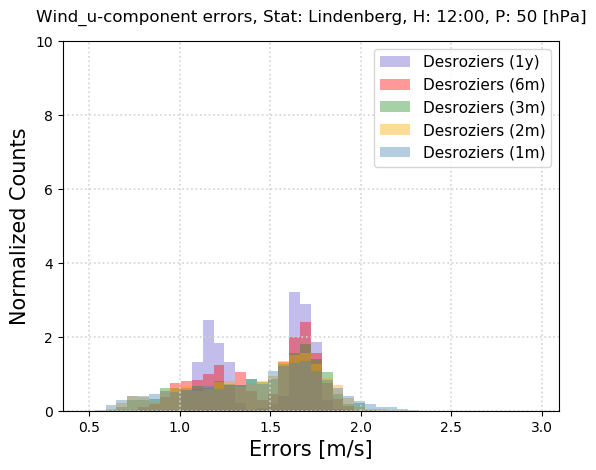 Wind_u-component errors, Stat: Lindenberg, H: 12:00, P: 50 [hPa]
10
8
6
4
2
0
Normalized Counts
Desroziers (1y)
Desroziers (6m)
Desroziers (3m)
Desroziers (2m)
Desroziers (1m)
0.5 1.0 1.5 2.0 2.5 3.0
Errors [m/s]